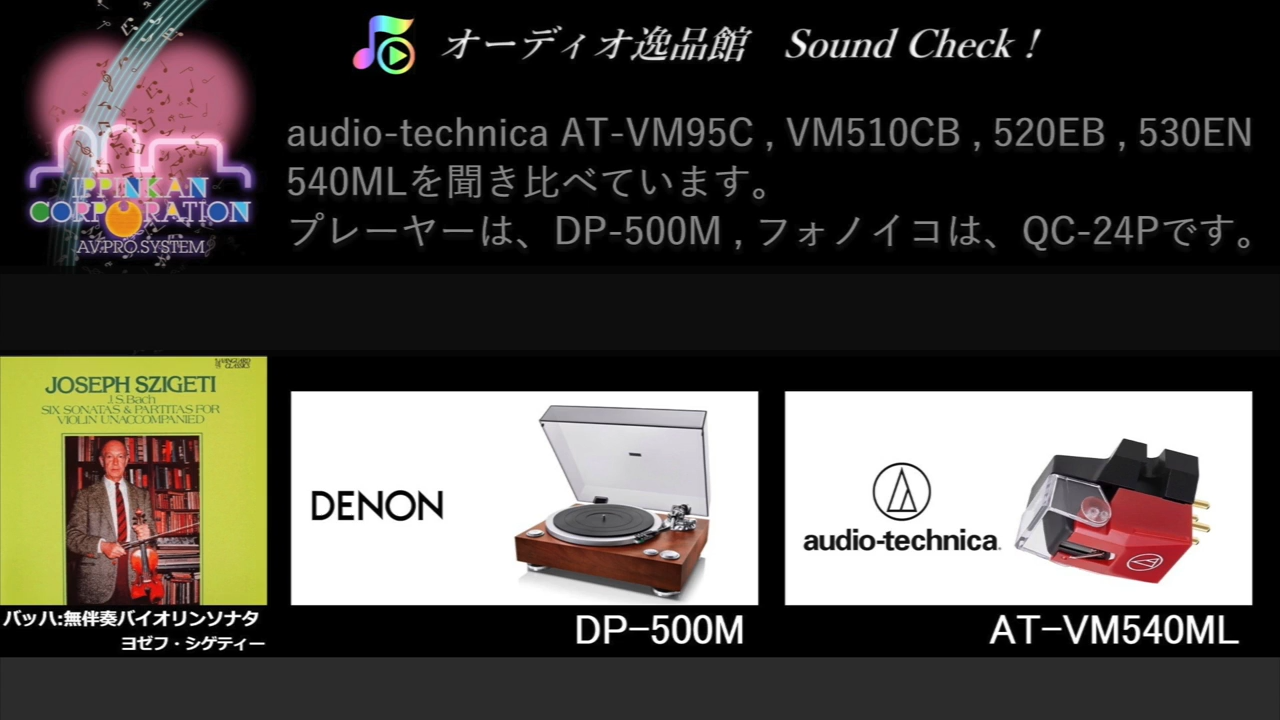 オーディオ逸品館　Sound Check !
audio-technica AT-VM95C , VM510CB , 520EB , 530EN
540MLを聞き比べています。
プレーヤーは、DP-500M , フォノイコは、QC-24Pです。
IPPINKAN
CORPORATION
AV.PRO.SYSTEM
VANGUARD
CLASSICS
JOSEPH SZIGETI
J.S.Bach
SIX SONATAS & PARTITAS FOR
VIOLIN UNACCOMPANIED
バッハ:無伴奏バイオリンソナタ
ヨゼフ・シゲティー
DENON
DP-500M
audio-technica
AT-VM540ML